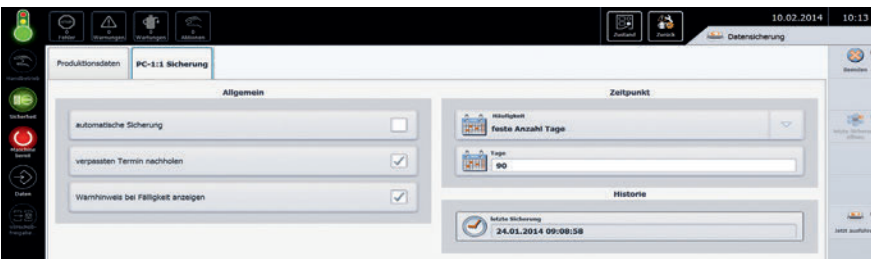 10.02.2014 10:13
Fehler Warnungen Wartungen Aktionen Zustand Zurück Datensicherung
Produktionsdaten PC-1:1 Sicherung
Beenden
Handbetrieb
Allgemein Zeitpunkt
Sicherheit
automatische Sicherung
Häufigkeit
feste Anzahl Tage
Maschine
bereit
verpassten Termin nachholen
Tage
90
Daten
Warnhinweis bei Fälligkeit anzeigen
Historie
letzte Sicherung
24.01.2014 09:08:58
jetzt ausführen